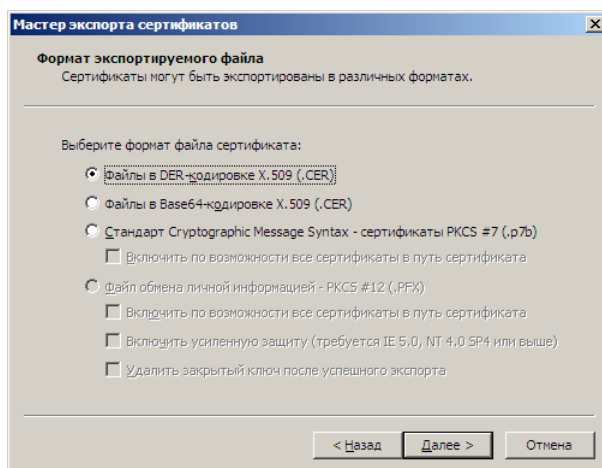 Мастер экспорта сертификатов
Формат экспортируемого файла
Сертификаты могут быть экспортированы в различных форматах.
Выберите формат файла сертификата:
Файлы в DER-кодировке X.509 (.CER)
Файлы в Base64-кодировке X.509 (.CER)
Стандарт Cryptographic Message Syntax - сертификаты PKCS #7 (.p7b)
Включить по возможности все сертификаты в путь сертификата
Файл обмена личной информацией - PKCS #12 (.PFX)
Включить по возможности все сертификаты в путь сертификата
Включить усиленную защиту (требуется IE 5.0, NT 4.0 SP4 или выше)
Удалить закрытый ключ после успешного экспорта
< Назад Далее > Отмена